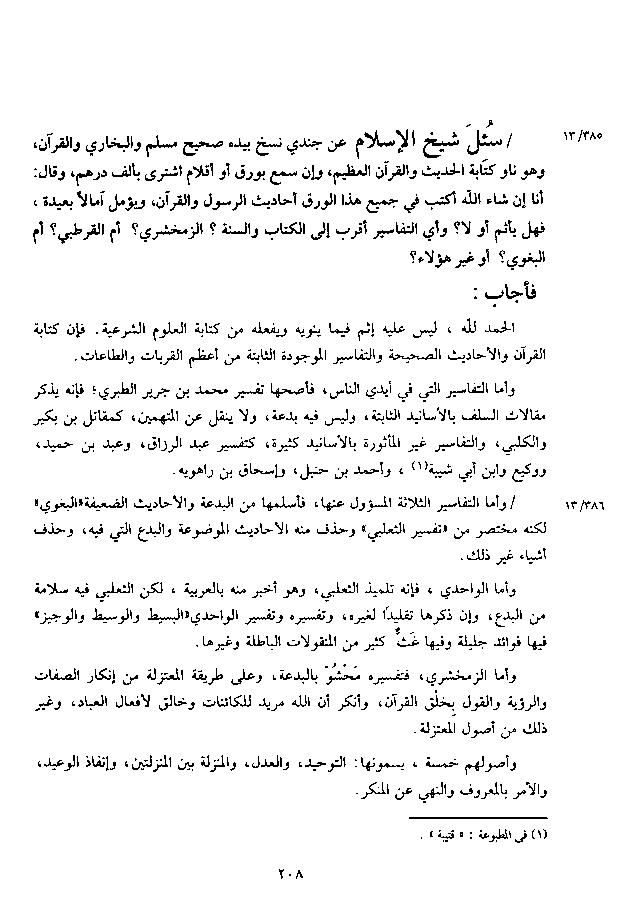 ١٣/٣٨٥
/ سُئلَ شيخ الإسلام عن جندي نسخ بيده صحيح مسلم والبخاري والقرآن،
وهو ناو كتابة الحديث والقرآن العظيم، وإن سمع بورق أو أقلام اشترى بألف درهم، وقال:
أنا إن شاء الله أكتب في جميع هذا الورق أحاديث الرسول والقرآن، ويؤمل آمالاً بعيدة ،
فهل يأثم أو لا؟ وأي التفاسير أقرب إلى الكتاب والسنة ؟ الزمخشري؟ أم القرطبي؟ أم
البغوي؟ أو غير هؤلاء؟
فأجاب :
الحمد لله ، ليس عليه إثم فيما ينويه ويفعله من كتابة العلوم الشرعية. فإن كتابة
القرآن والأحاديث الصحيحة والتفاسير الموجودة الثابتة من أعظم القربات والطاعات.
وأما التفاسير التي في أيدي الناس، فأصحها تفسير محمد بن جرير الطبري؛ فإنه يذكر
مقالات السلف بالأسانيد الثابتة، وليس فيه بدعة، ولا ينقل عن المتهمين، كمقاتل بن بكير
والكلبي، والتفاسير غير المأثورة بالأسانيد كثيرة، كتفسير عبد الرزاق، وعبد بن حميد،
ووكيع وابن أبي شيبة(١) ، وأحمد بن حنبل، وإسحاق بن راهويه.
١٣/٣٨٦
/ وأما التفاسير الثلاثة المسؤول عنها، فأسلمها من البدعة والأحاديث الضعيفة«البغوي»
لكنه مختصر من «تفسير الثعلبي» وحذف منه الأحاديث الموضوعة والبدع التي فيه، وحذف
أشياء غير ذلك.
وأما الواحدي ، فإنه تلميذ الثعلبي، وهو أخبر منه بالعربية ، لكن الثعلبي فيه سلامة
من البدع، وإن ذكرها تقليدًا لغيره، وتفسيره وتفسير الواحدي«البسيط والوسيط والوجيز»
فيها فوائد جليلة وفيها غَثٌّ كثير من المنقولات الباطلة وغيرها.
وأما الزمخشري، فتفسيره مَحْشُوّ بالبدعة، وعلى طريقة المعتزلة من إنكار الصفات
والرؤية والقول بِخَلْق القرآن، وأنكر أن الله مريد للكائنات وخالق لأفعال العباد، وغير
ذلك من أصول المعتزلة.
وأصولهم خمسة ، يسمونها: التوحيد، والعدل، والمنزلة بين المنزلتين، وإنفاذ الوعيد،
والأمر بالمعروف والنهي عن المنكر.
(١) في المطبوعة : « قتيبة » .
٢٠٨